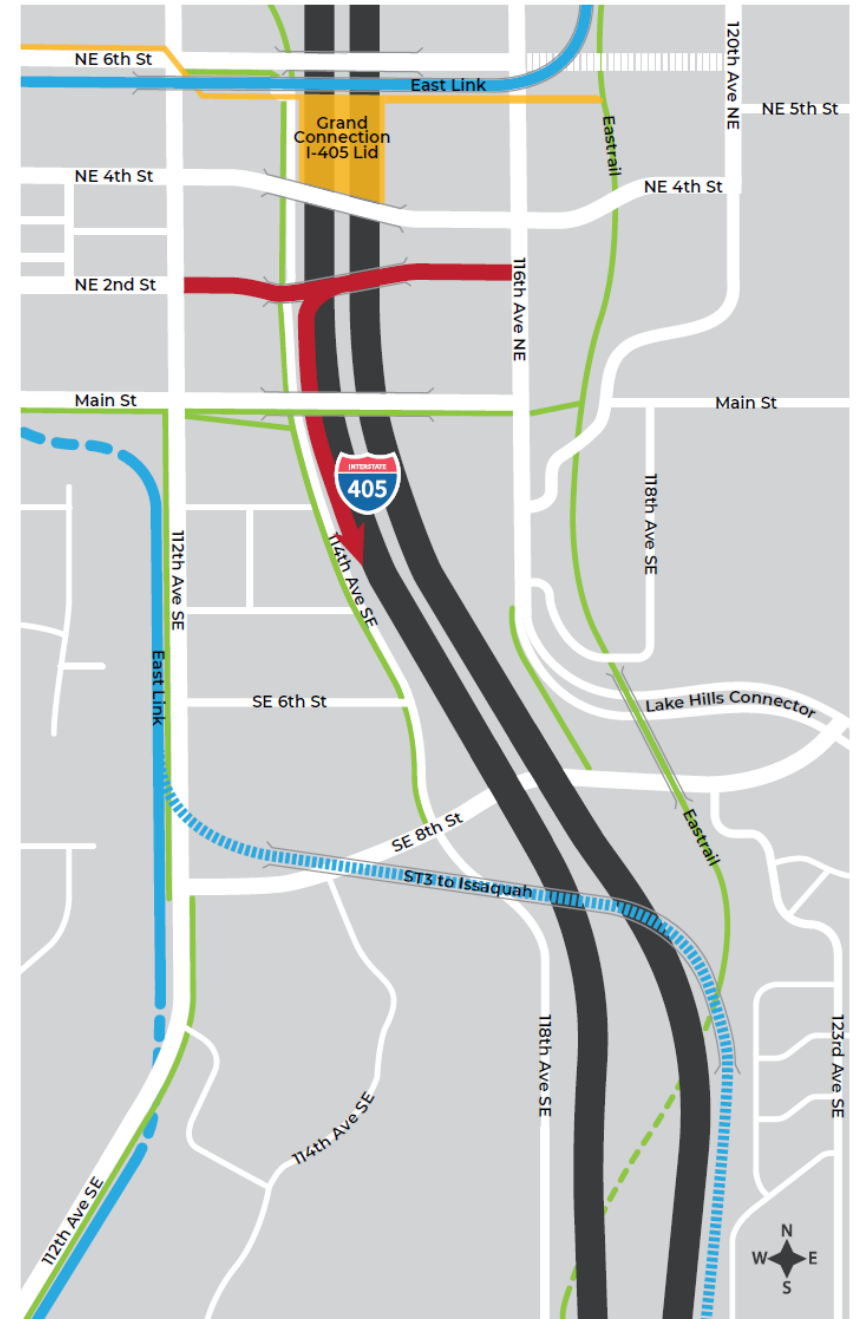 NE 6th St
120th Ave NE
East Link
NE 5th St
Grand
Connection
I-405 Lid
Eastrail
NE 4th St
NE 4th St
NE 2nd St
116th Ave NE
Main St
Main St
INTERSTATE
405
118th Ave SE
112th Ave SE
114th Ave SE
East Link
SE 6th St
Lake Hills Connector
SE 8th St
Eastrail
ST3 to Issaquah
118th Ave SE
123rd Ave SE
114th Ave SE
112th Ave SE
N
W
E
S